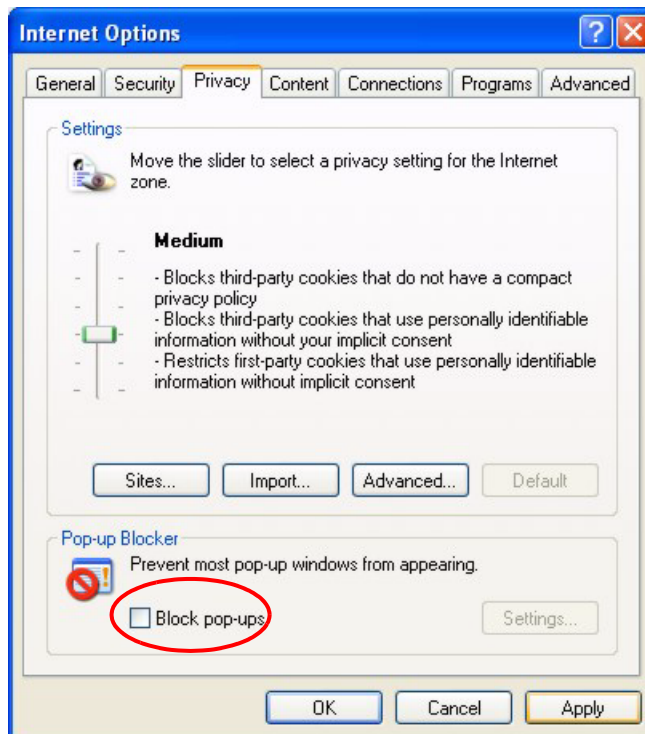 Internet Options
?
General Security Privacy Content Connections Programs Advanced
Settings
Move the slider to select a privacy setting for the Internet
zone.
Medium
- Blocks third-party cookies that do not have a compact
privacy policy
- Blocks third-party cookies that use personally identifiable
information without your implicit consent
- Restricts first-party cookies that use personally identifiable
information without implicit consent
Sites... Import... Advanced... Default
Pop-up Blocker
Prevent most pop-up windows from appearing.
Block pop-ups
Settings...
OK Cancel Apply